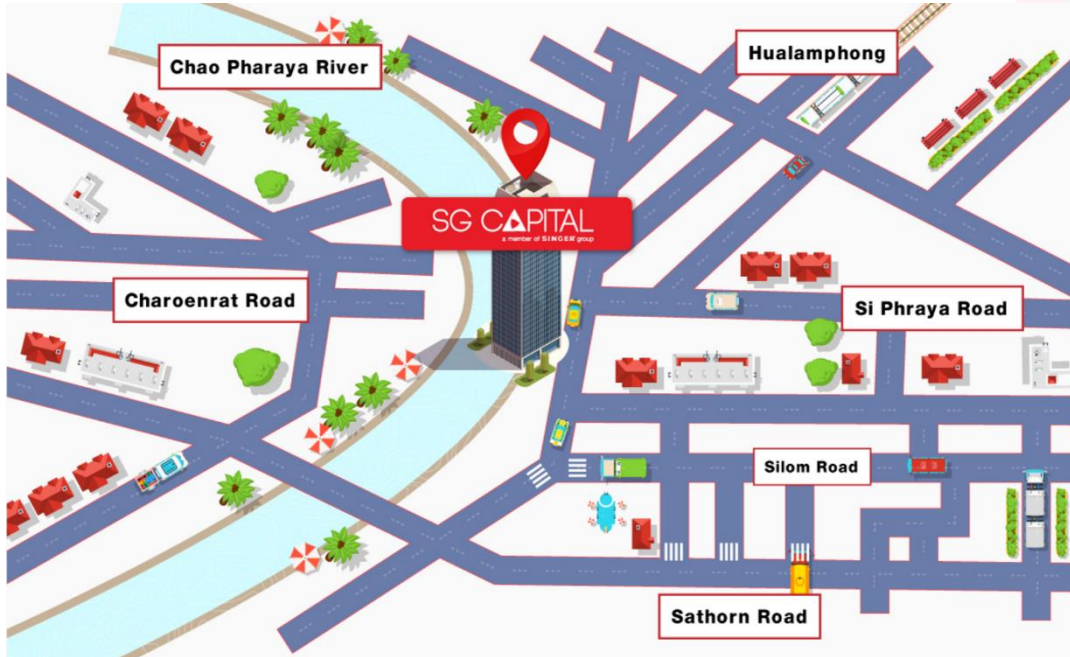 Chao Pharaya River
Hualamphong
SG CAPITAL
a member of SINGER group
Charoenrat Road
Si Phraya Road
Silom Road
Sathorn Road